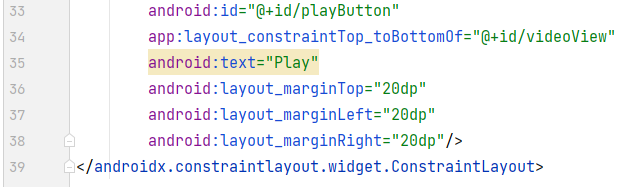 33 android:id="@+id/playButton"
34 app:layout_constraintTop_toBottomOf="@+id/videoView"
35 android:text="Play"
36 android:layout_marginTop="20dp"
37 android:layout_marginLeft="20dp"
38 android:layout_marginRight="20dp"/>
39 </androidx.constraintlayout.widget.ConstraintLayout>